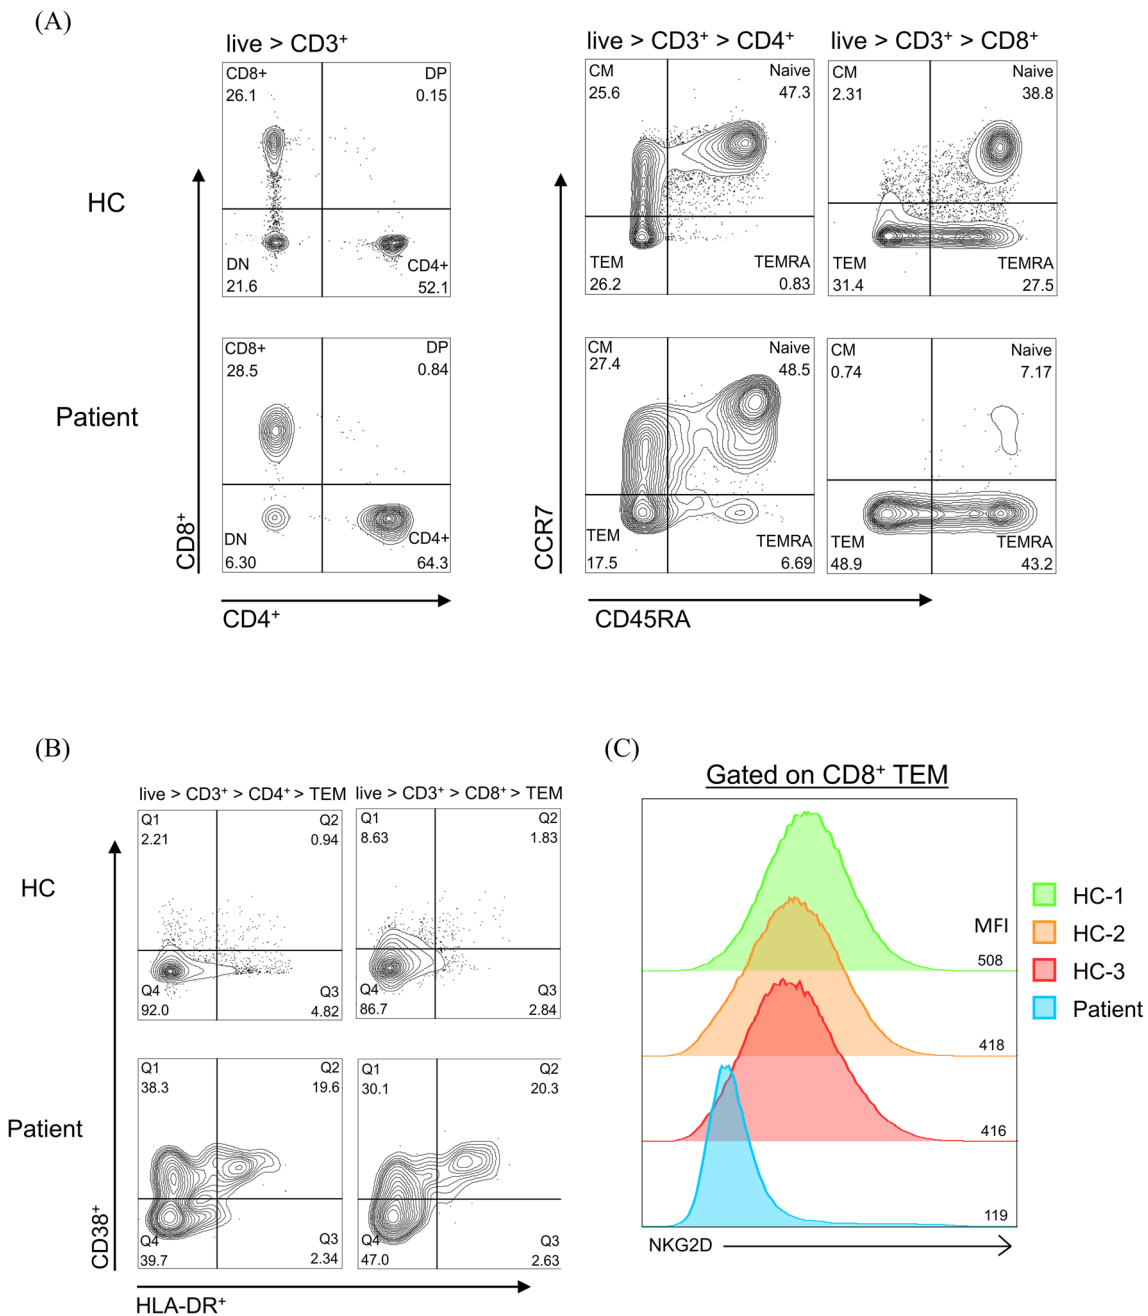 (A)
live > CD3⁺
live > CD3⁺ > CD4⁺
live > CD3⁺ > CD8⁺
HC
CD8+
26.1
DP
0.15
DN
21.6
CD4+
52.1
CM
25.6
Naive
47.3
TEM
26.2
TEMRA
0.83
CM
2.31
Naive
38.8
TEM
31.4
TEMRA
27.5
Patient
CD8+
28.5
DP
0.84
DN
6.30
CD4+
64.3
CM
27.4
Naive
48.5
TEM
17.5
TEMRA
6.69
CM
0.74
Naive
7.17
TEM
48.9
TEMRA
43.2
CD8⁺
CD4⁺
CCR7
CD45RA
(B)
live > CD3⁺ > CD4⁺ > TEM
live > CD3⁺ > CD8⁺ > TEM
HC
Q1
2.21
Q2
0.94
Q4
92.0
Q3
4.82
Q1
8.63
Q2
1.83
Q4
86.7
Q3
2.84
Patient
Q1
38.3
Q2
19.6
Q4
39.7
Q3
2.34
Q1
30.1
Q2
20.3
Q4
47.0
Q3
2.63
CD38⁺
HLA-DR⁺
(C)
Gated on CD8⁺ TEM
MFI
508
418
416
119
NKG2D
HC-1
HC-2
HC-3
Patient